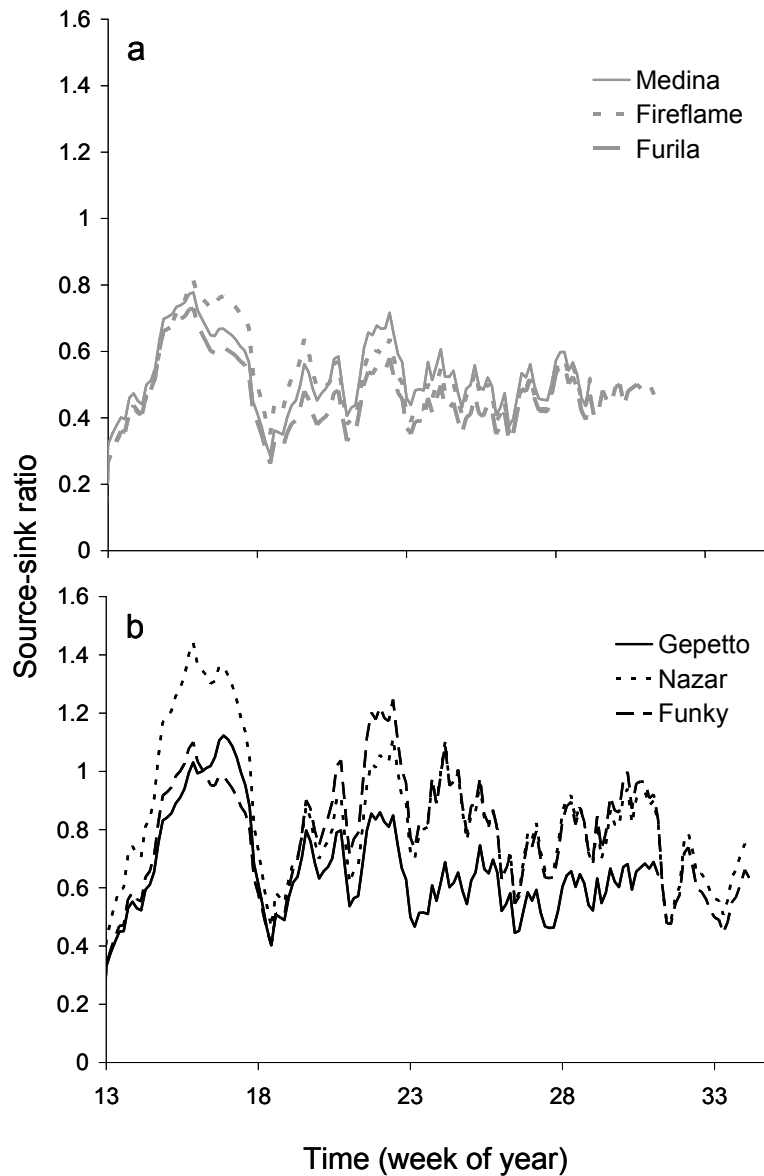 a
Medina
Fireflame
Furila
1.6
1.4
1.2
1
0.8
0.6
0.4
0.2
0
Source-sink ratio
b
Gepetto
Nazar
Funky
1.6
1.4
1.2
1
0.8
0.6
0.4
0.2
0
13 18 23 28 33
Time (week of year)